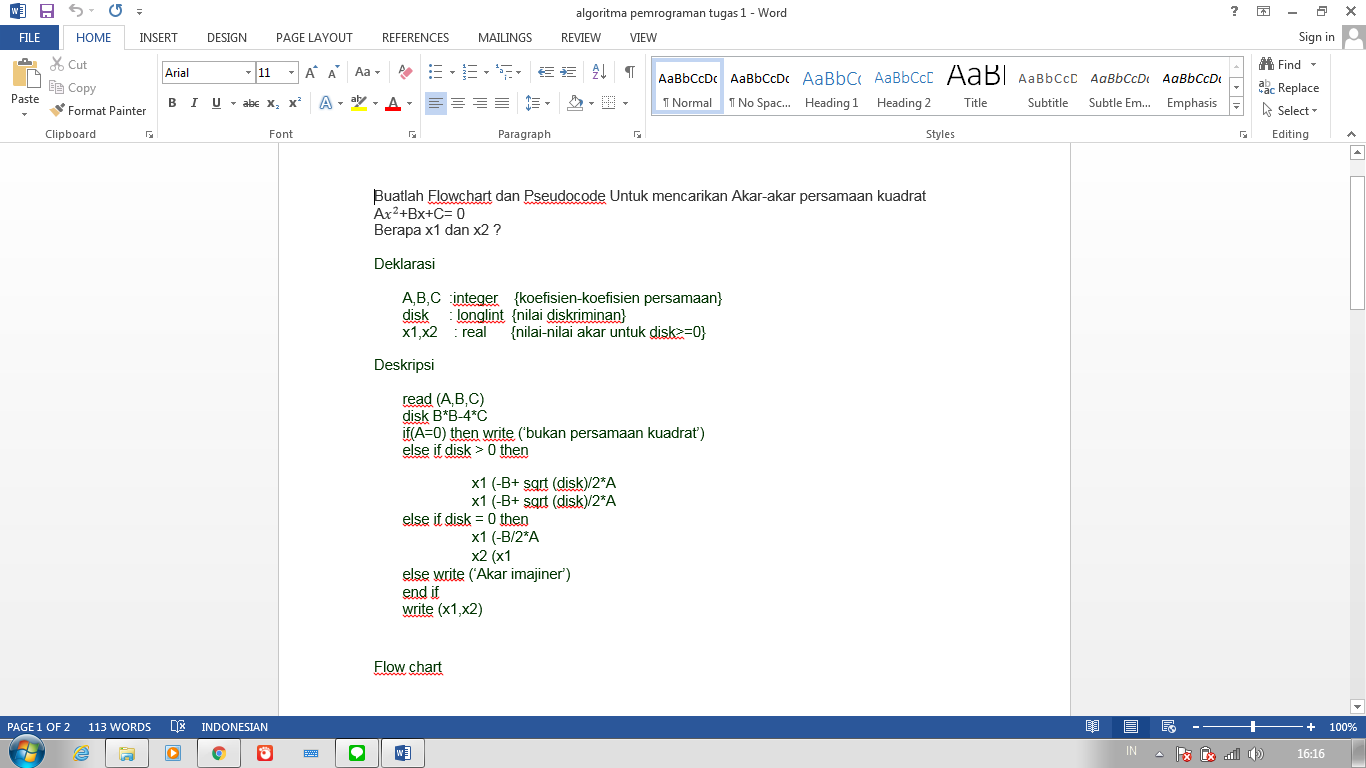 algoritma pemrograman tugas 1 - Word
FILE HOME INSERT DESIGN PAGE LAYOUT REFERENCES MAILINGS REVIEW VIEW Sign in
Paste
Cut
Copy
Format Painter
Clipboard
Arial 11
Font
Paragraph
AaBbCcDc AaBbCcDc AaBbCc AaBbCcD AaBl AaBbCcD AaBbCcDc AaBbCcDc
¶ Normal ¶ No Spac... Heading 1 Heading 2 Title Subtitle Subtle Em... Emphasis
Styles
Find
Replace
Select
Editing
Buatlah Flowchart dan Pseudocode Untuk mencarikan Akar-akar persamaan kuadrat
A𝑥²+Bx+C= 0
Berapa x1 dan x2 ?
Deklarasi
A,B,C :integer {koefisien-koefisien persamaan}
disk : longlint {nilai diskriminan}
x1,x2 : real {nilai-nilai akar untuk disk>=0}
Deskripsi
read (A,B,C)
disk B*B-4*C
if(A=0) then write (‘bukan persamaan kuadrat’)
else if disk > 0 then
x1 (-B+ sqrt (disk)/2*A
x1 (-B+ sqrt (disk)/2*A
else if disk = 0 then
x1 (-B/2*A
x2 (x1
else write (‘Akar imajiner’)
end if
write (x1,x2)
Flow chart
PAGE 1 OF 2 113 WORDS INDONESIAN 100%
IN 16:16